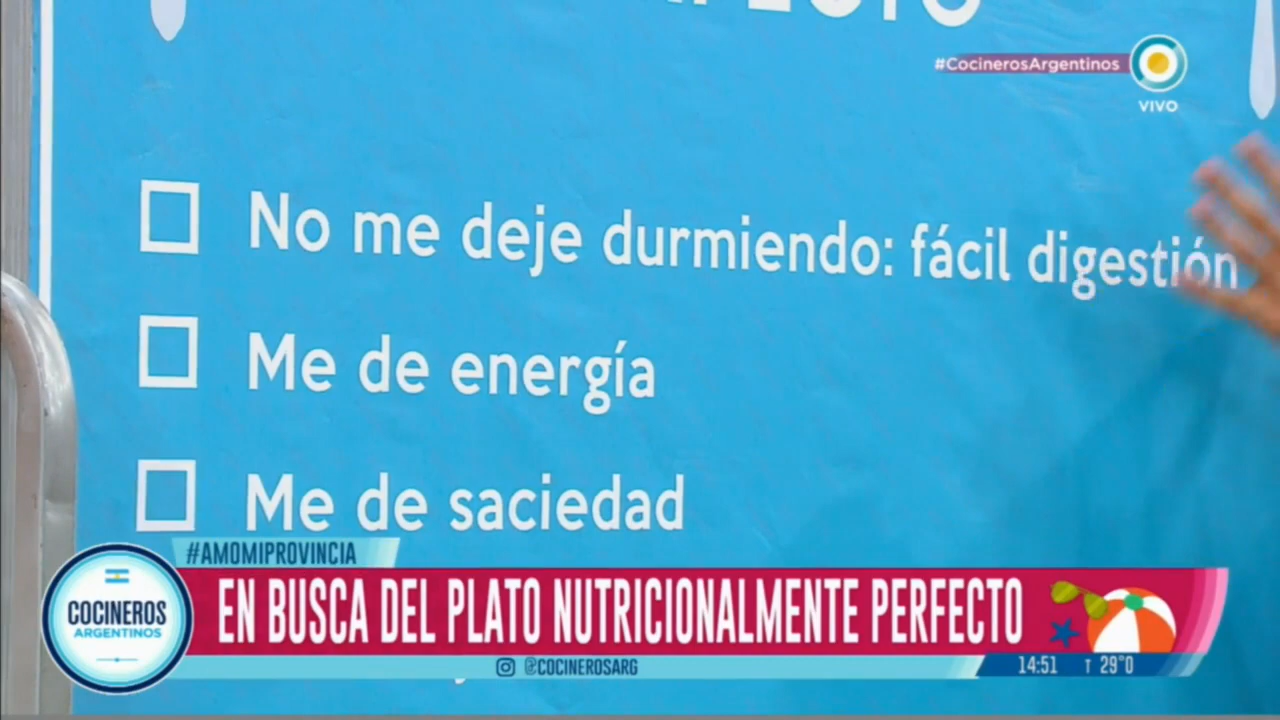 #CocinerosArgentinos
VIVO
No me deje durmiendo: fácil digestión
Me de energía
Me de saciedad
#AMOMIPROVINCIA
COCINEROS
ARGENTINOS
EN BUSCA DEL PLATO NUTRICIONALMENTE PERFECTO
@COCINEROSARG
14:51 T 29°0